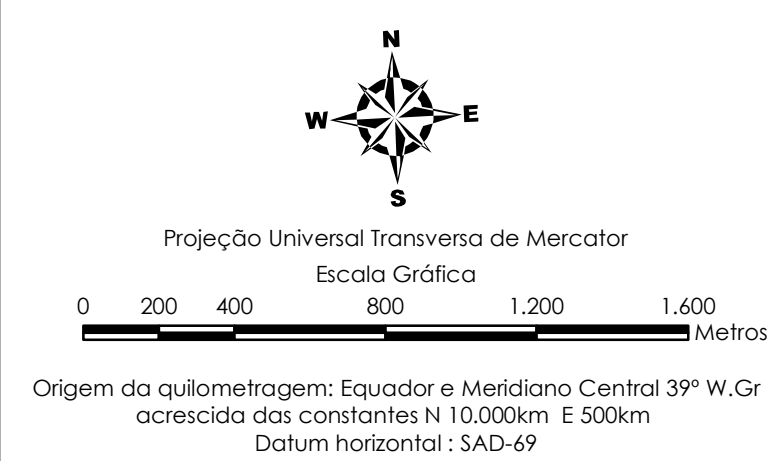 N
W E
S
Projeção Universal Transversa de Mercator
Escala Gráfica
0 200 400 800 1.200 1.600
Metros
Origem da quilometragem: Equador e Meridiano Central 39º W.Gr
acrescida das constantes N 10.000km E 500km
Datum horizontal : SAD-69